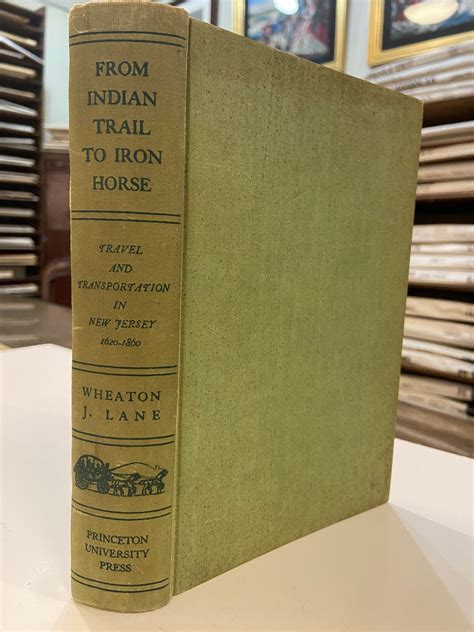 FROM
INDIAN
TRAIL
TO IRON
HORSE
TRAVEL
AND
TRANSPORTATION
IN
NEW JERSEY
1620-1860
WHEATON
J. LANE
PRINCETON
UNIVERSITY
PRESS